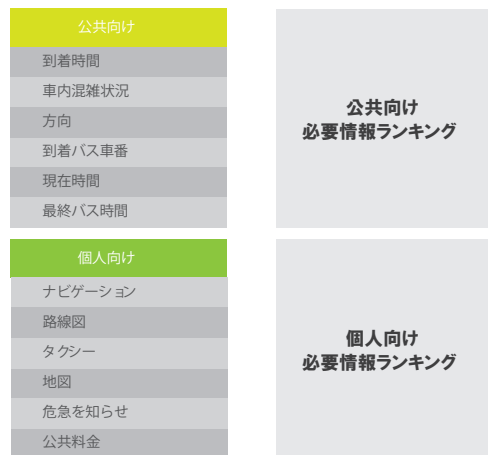 公共向け
到着時間
車内混雑状況
方向
到着バス車番
現在時間
最終バス時間
公共向け
必要情報ランキング
個人向け
ナビゲーション
路線図
タクシー
地図
危急を知らせ
公共料金
個人向け
必要情報ランキング